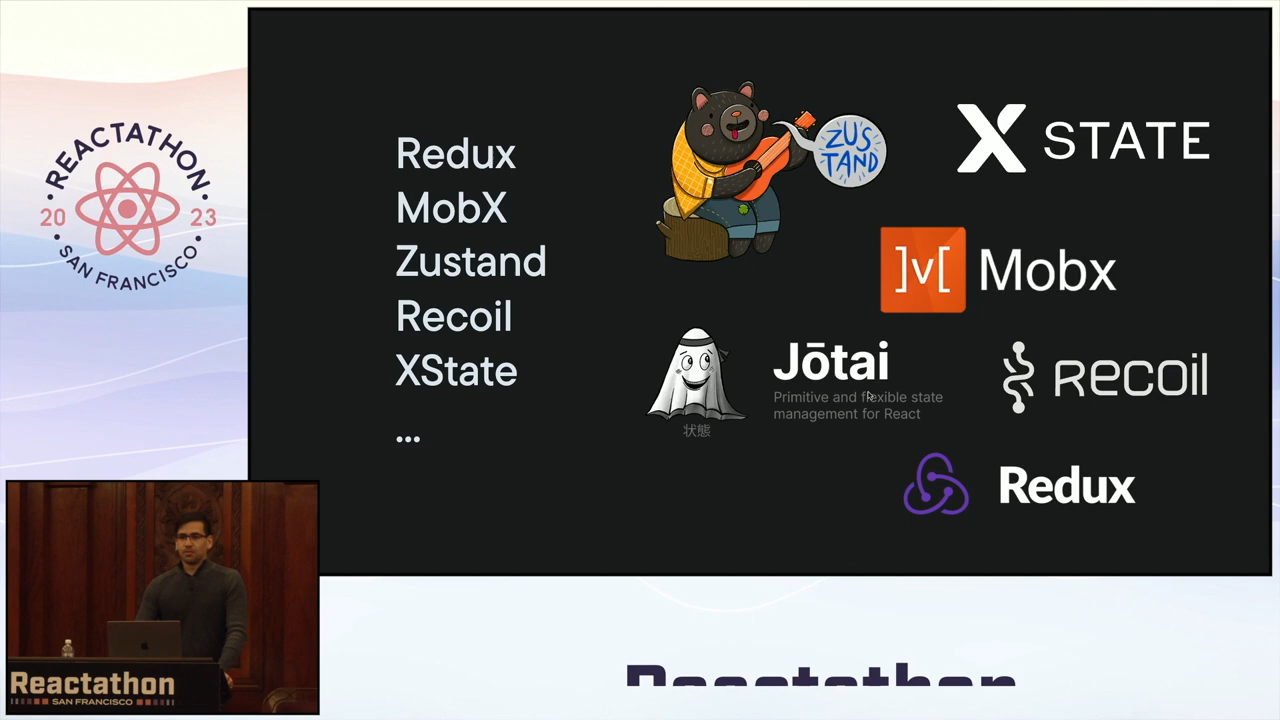 REACTATHON
20 23
SAN FRANCISCO
Redux
MobX
Zustand
Recoil
XState
...
ZUS
TAND
X STATE
]v[ Mobx
Jōtai
Primitive and flexible state
management for React
状態
RECOIL
Redux
Reactathon
SAN FRANCISCO
Reactathon